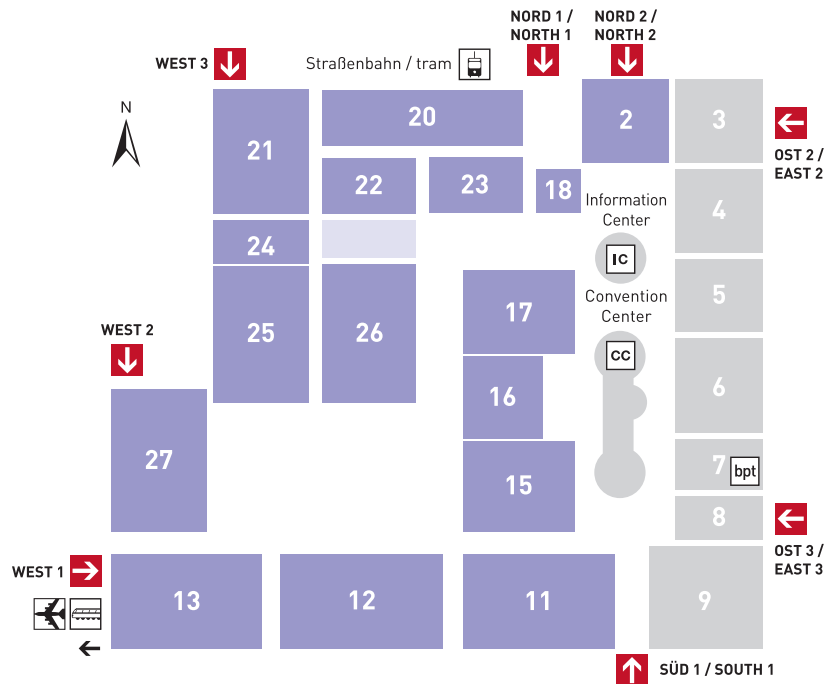 NORD 1 /
NORTH 1
NORD 2 /
NORTH 2
WEST 3
Straßenbahn / tram
N
20
2
3
21
OST 2 /
EAST 2
22
23
18
Information
Center
4
24
IC
5
Convention
Center
17
25
26
WEST 2
CC
6
16
27
15
7
bpt
8
OST 3 /
EAST 3
WEST 1
13
12
11
9
SÜD 1 / SOUTH 1